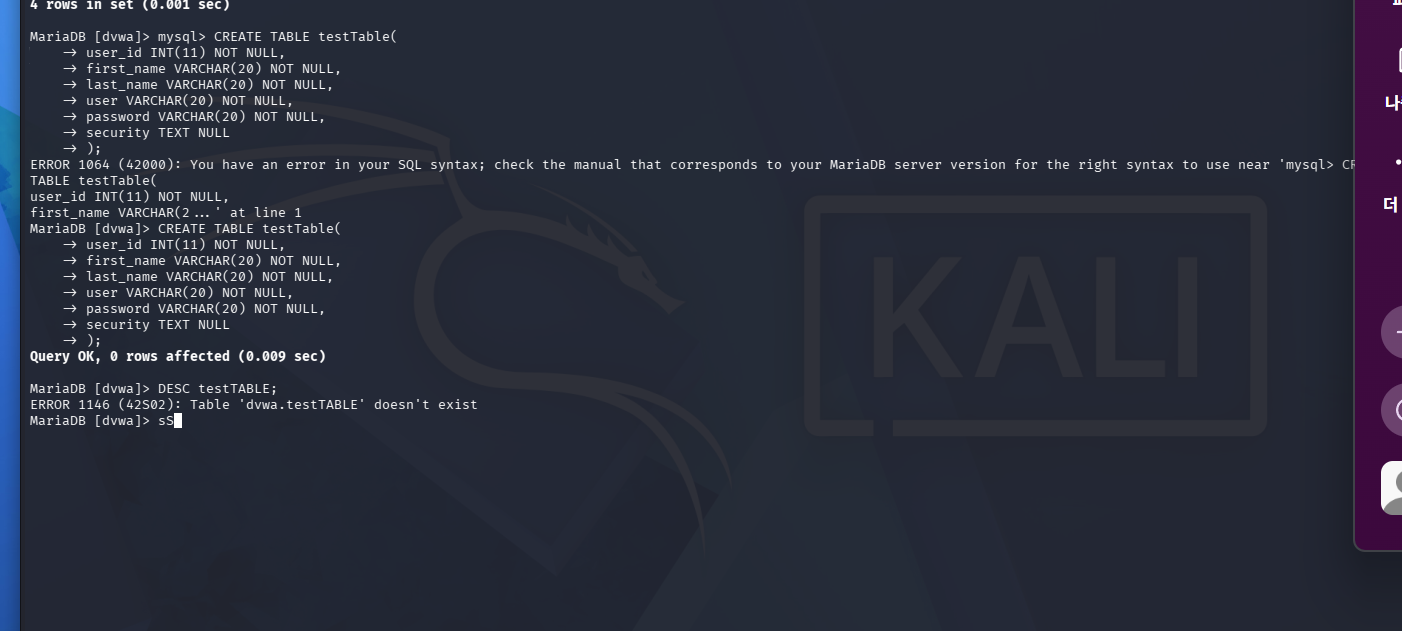 4 rows in set (0.001 sec)
MariaDB [dvwa]> mysql> CREATE TABLE testTable(
    → user_id INT(11) NOT NULL,
    → first_name VARCHAR(20) NOT NULL,
    → last_name VARCHAR(20) NOT NULL,
    → user VARCHAR(20) NOT NULL,
    → password VARCHAR(20) NOT NULL,
    → security TEXT NULL
    → );
ERROR 1064 (42000): You have an error in your SQL syntax; check the manual that corresponds to your MariaDB server version for the right syntax to use near 'mysql>
TABLE testTable(
user_id INT(11) NOT NULL,
first_name VARCHAR(2...' at line 1
MariaDB [dvwa]> CREATE TABLE testTable(
    → user_id INT(11) NOT NULL,
    → first_name VARCHAR(20) NOT NULL,
    → last_name VARCHAR(20) NOT NULL,
    → user VARCHAR(20) NOT NULL,
    → password VARCHAR(20) NOT NULL,
    → security TEXT NULL
    → );
Query OK, 0 rows affected (0.009 sec)
MariaDB [dvwa]> DESC testTABLE;
ERROR 1146 (42S02): Table 'dvwa.testTABLE' doesn't exist
MariaDB [dvwa]> sS
KALI
더